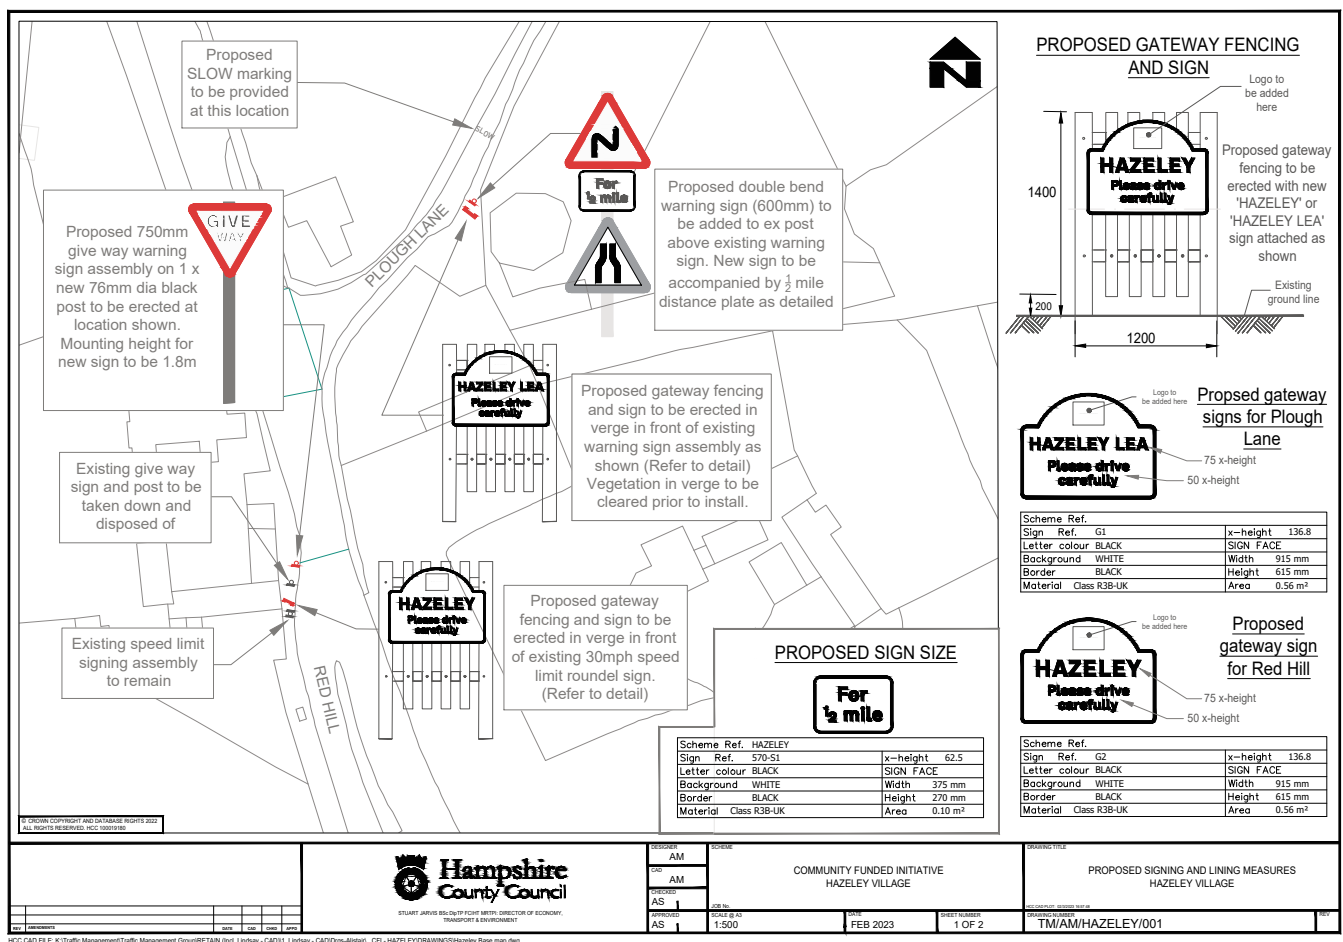 Proposed
SLOW marking
to be provided
at this location
SLOW
PLOUGH LANE
GIVE
WAY
Proposed 750mm
give way warning
sign assembly on 1 x
new 76mm dia black
post to be erected at
location shown.
Mounting height for
new sign to be 1.8m
For
½ mile
Proposed double bend
warning sign (600mm) to
be added to ex post
above existing warning
sign. New sign to be
accompanied by ½ mile
distance plate as detailed
HAZELEY LEA
Please drive
carefully
Proposed gateway fencing
and sign to be erected in
verge in front of existing
warning sign assembly as
shown (Refer to detail)
Vegetation in verge to be
cleared prior to install.
Existing give way
sign and post to be
taken down and
disposed of
HAZELEY
Please drive
carefully
Proposed gateway
fencing and sign to be
erected in verge in front
of existing 30mph speed
limit roundel sign.
(Refer to detail)
Existing speed limit
signing assembly
to remain
RED HILL
PROPOSED SIGN SIZE
For
½ mile
Scheme Ref. HAZELEY
Sign Ref. 570-S1 x-height 62.5
Letter colour BLACK SIGN FACE
Background WHITE Width 375 mm
Border BLACK Height 270 mm
Material Class R3B-UK Area 0.10 m²
© CROWN COPYRIGHT AND DATABASE RIGHTS 2022
ALL RIGHTS RESERVED. HCC 100019180
PROPOSED GATEWAY FENCING
AND SIGN
Logo to
be added
here
HAZELEY
Please drive
carefully
1400
200
1200
Proposed gateway
fencing to be
erected with new
'HAZELEY' or
'HAZELEY LEA'
sign attached as
shown
Existing
ground line
Propsed gateway
signs for Plough
Lane
Logo to
be added here
HAZELEY LEA
Please drive
carefully
75 x-height
50 x-height
Scheme Ref.
Sign Ref. G1 x-height 136.8
Letter colour BLACK SIGN FACE
Background WHITE Width 915 mm
Border BLACK Height 615 mm
Material Class R3B-UK Area 0.56 m²
Proposed
gateway sign
for Red Hill
Logo to
be added here
HAZELEY
Please drive
carefully
75 x-height
50 x-height
Scheme Ref.
Sign Ref. G2 x-height 136.8
Letter colour BLACK SIGN FACE
Background WHITE Width 915 mm
Border BLACK Height 615 mm
Material Class R3B-UK Area 0.56 m²
REV AMENDMENTS DATE CAD CHKD APPD
Hampshire
County Council
STUART JARVIS BSc DipTP FCIHT MRTPI: DIRECTOR OF ECONOMY,
TRANSPORT & ENVIRONMENT
DESIGNER
AM
CAD
AM
CHECKED
AS
APPROVED
AS
SCHEME
COMMUNITY FUNDED INITIATIVE
HAZELEY VILLAGE
JOB No.
SCALE @ A3
1:500
DATE
FEB 2023
SHEET NUMBER
1 OF 2
DRAWING TITLE
PROPOSED SIGNING AND LINING MEASURES
HAZELEY VILLAGE
DRAWING NUMBER
TM/AM/HAZELEY/001
REV